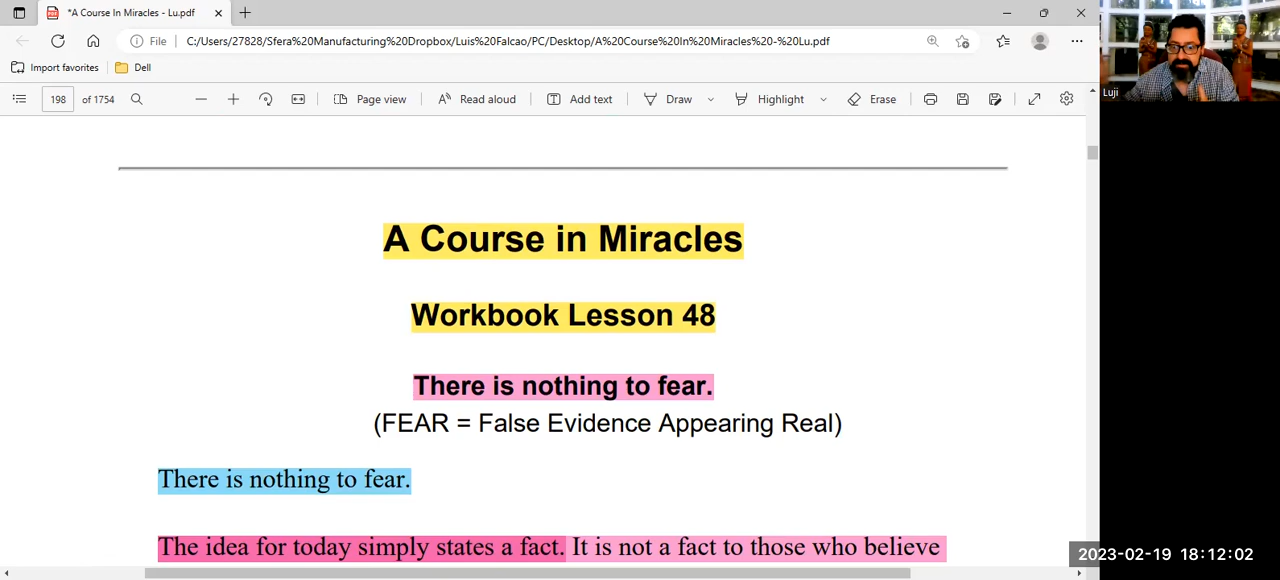 *A Course In Miracles - Lu.pdf
File
C:/Users/27828/Sfera%20Manufacturing%20Dropbox/Luis%20Falcao/PC/Desktop/A%20Course%20In%20Miracles%20-%20Lu.pdf
Import favorites
Dell
198 of 1754
Page view
Read aloud
Add text
Draw
Highlight
Erase
Luji
A Course in Miracles
Workbook Lesson 48
There is nothing to fear.
(FEAR = False Evidence Appearing Real)
There is nothing to fear.
The idea for today simply states a fact. It is not a fact to those who believe
2023-02-19 18:12:02